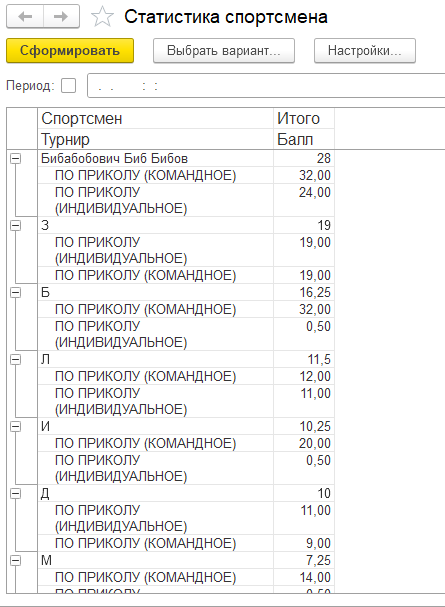 Статистика спортсмена
Сформировать Выбрать вариант... Настройки...
Период: . . : :
Спортсмен Итого
Турнир Балл
Бибабобович Биб Бибов 28
ПО ПРИКОЛУ (КОМАНДНОЕ) 32,00
ПО ПРИКОЛУ 24,00
(ИНДИВИДУАЛЬНОЕ)
З 19
ПО ПРИКОЛУ 19,00
(ИНДИВИДУАЛЬНОЕ)
ПО ПРИКОЛУ (КОМАНДНОЕ) 19,00
Б 16,25
ПО ПРИКОЛУ (КОМАНДНОЕ) 32,00
ПО ПРИКОЛУ 0,50
(ИНДИВИДУАЛЬНОЕ)
Л 11,5
ПО ПРИКОЛУ (КОМАНДНОЕ) 12,00
ПО ПРИКОЛУ 11,00
(ИНДИВИДУАЛЬНОЕ)
И 10,25
ПО ПРИКОЛУ (КОМАНДНОЕ) 20,00
ПО ПРИКОЛУ 0,50
(ИНДИВИДУАЛЬНОЕ)
Д 10
ПО ПРИКОЛУ 11,00
(ИНДИВИДУАЛЬНОЕ)
ПО ПРИКОЛУ (КОМАНДНОЕ) 9,00
М 7,25
ПО ПРИКОЛУ (КОМАНДНОЕ) 14,00
ПО ПРИКОЛУ 0,50